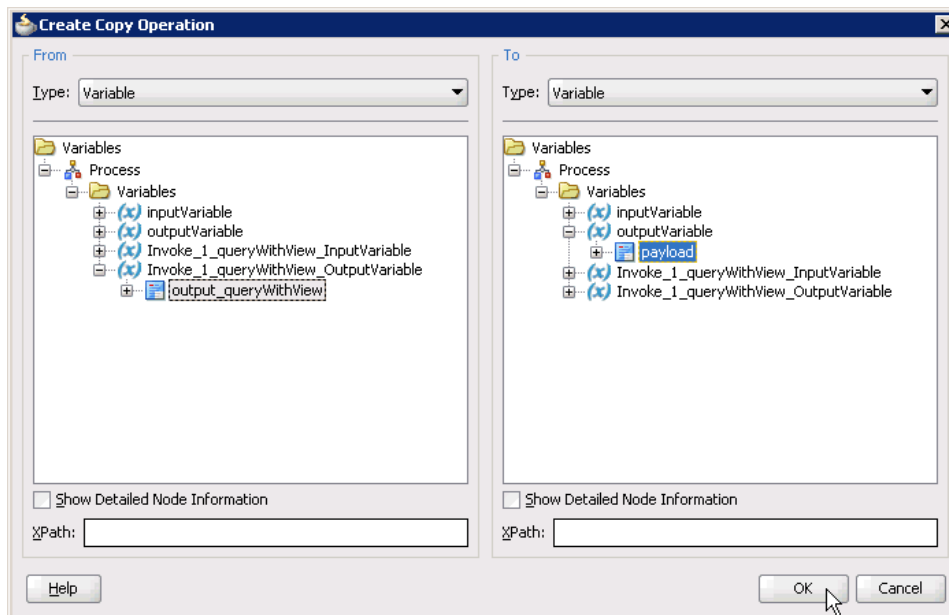 Create Copy Operation
From
Type: Variable
Variables
Process
Variables
inputVariable
outputVariable
Invoke_1_queryWithView_InputVariable
Invoke_1_queryWithView_OutputVariable
output_queryWithView
Show Detailed Node Information
XPath:
To
Type: Variable
Variables
Process
Variables
inputVariable
outputVariable
payload
Invoke_1_queryWithView_InputVariable
Invoke_1_queryWithView_OutputVariable
Show Detailed Node Information
XPath:
Help
OK
Cancel